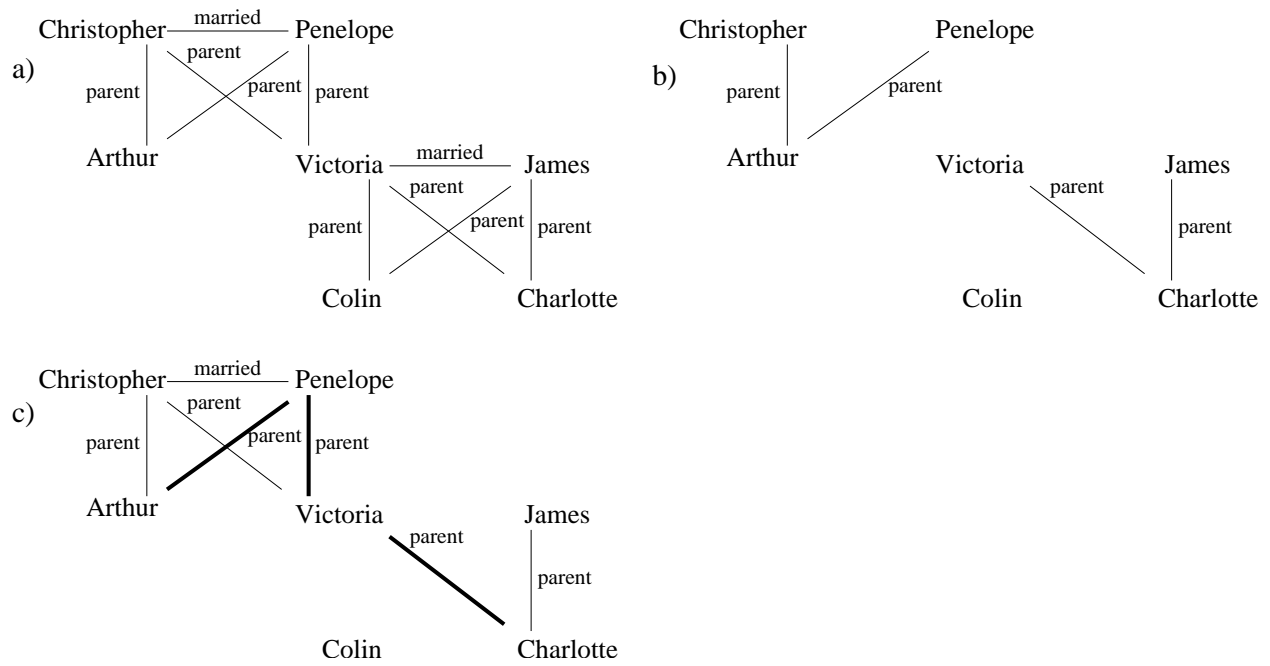 married
Christopher Penelope
parent
a)
parent parent parent
Arthur
Victoria married James
parent
parent parent parent
Colin Charlotte
Christopher Penelope
b)
parent parent
Arthur
Victoria James
parent
parent
Colin Charlotte
married
Christopher Penelope
parent
c)
parent parent parent
Arthur
Victoria James
parent
parent
Colin Charlotte